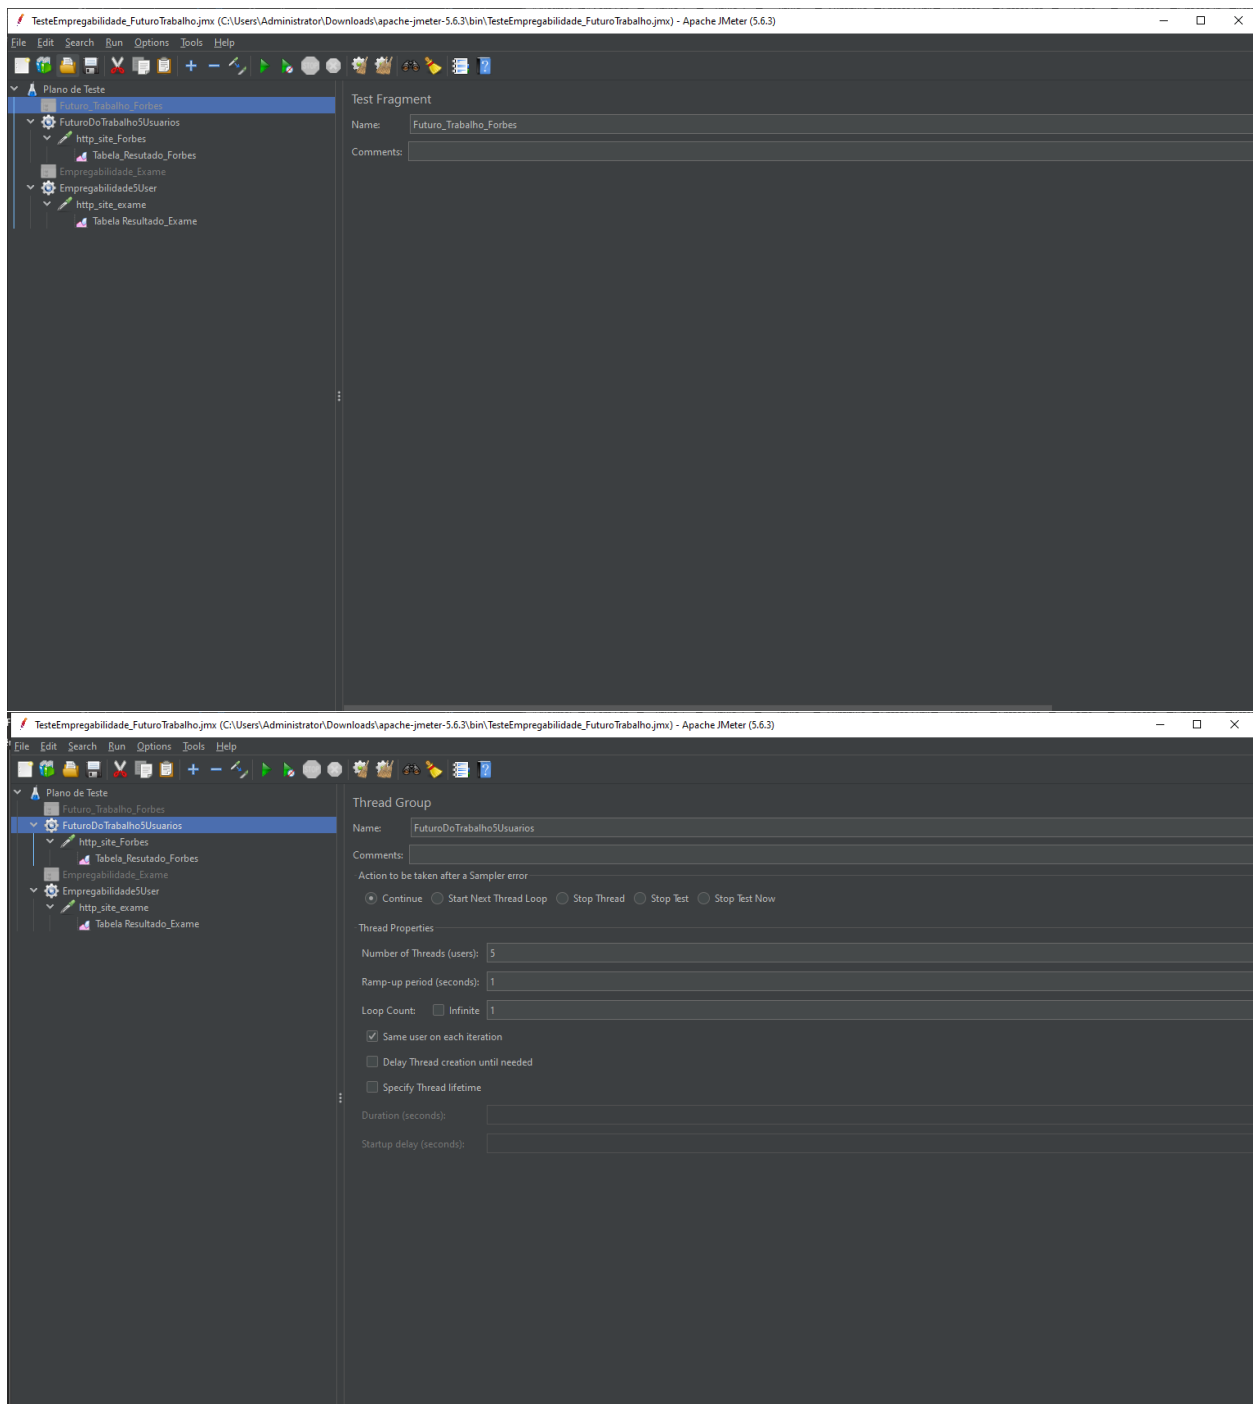 TesteEmpregabilidade_FuturoTrabalho.jmx (C:\Users\Administrator\Downloads\apache-jmeter-5.6.3\bin\TesteEmpregabilidade_FuturoTrabalho.jmx) - Apache JMeter (5.6.3)
File Edit Search Run Options Tools Help
Plano de Teste
Futuro_Trabalho_Forbes
FuturoDoTrabalho5Usuarios
http_site_Forbes
Tabela_Resutado_Forbes
Empregabilidade_Exame
Empregabilidade5User
http_site_exame
Tabela Resultado_Exame
Test Fragment
Name: Futuro_Trabalho_Forbes
Comments:
TesteEmpregabilidade_FuturoTrabalho.jmx (C:\Users\Administrator\Downloads\apache-jmeter-5.6.3\bin\TesteEmpregabilidade_FuturoTrabalho.jmx) - Apache JMeter (5.6.3)
File Edit Search Run Options Tools Help
Plano de Teste
Futuro_Trabalho_Forbes
FuturoDoTrabalho5Usuarios
http_site_Forbes
Tabela_Resutado_Forbes
Empregabilidade_Exame
Empregabilidade5User
http_site_exame
Tabela Resultado_Exame
Thread Group
Name: FuturoDoTrabalho5Usuarios
Comments:
Action to be taken after a Sampler error
Continue Start Next Thread Loop Stop Thread Stop Test Stop Test Now
Thread Properties
Number of Threads (users): 5
Ramp-up period (seconds): 1
Loop Count: Infinite 1
Same user on each iteration
Delay Thread creation until needed
Specify Thread lifetime
Duration (seconds):
Startup delay (seconds):